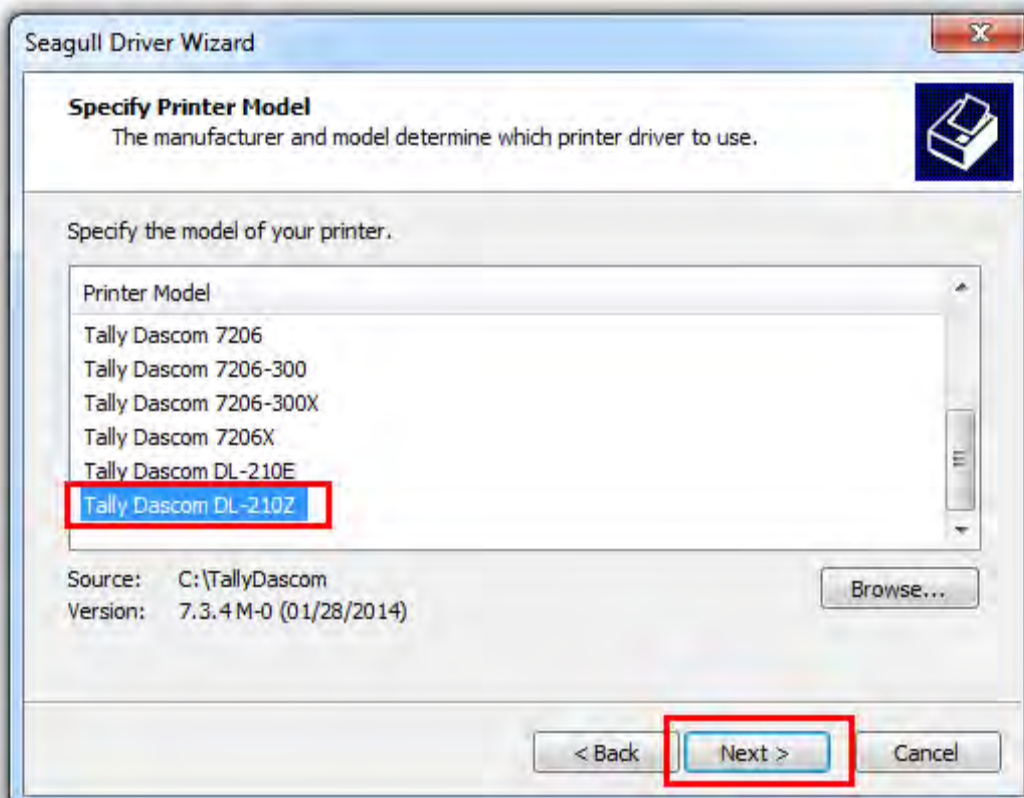 Seagull Driver Wizard
Specify Printer Model
The manufacturer and model determine which printer driver to use.
Specify the model of your printer.
Printer Model
Tally Dascom 7206
Tally Dascom 7206-300
Tally Dascom 7206-300X
Tally Dascom 7206X
Tally Dascom DL-210E
Tally Dascom DL-210Z
Source: C:\TallyDascom
Browse...
Version: 7.3.4 M-0 (01/28/2014)
< Back Next > Cancel